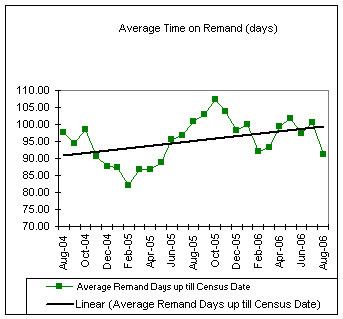 Average Time on Remand (days)
110.00
105.00
100.00
95.00
90.00
85.00
80.00
75.00
70.00
Aug-04
Oct-04
Dec-04
Feb-05
Apr-05
Jun-05
Aug-05
Oct-05
Dec-05
Feb-06
Apr-06
Jun-06
Aug-06
Average Remand Days up till Census Date
Linear (Average Remand Days up till Census Date)